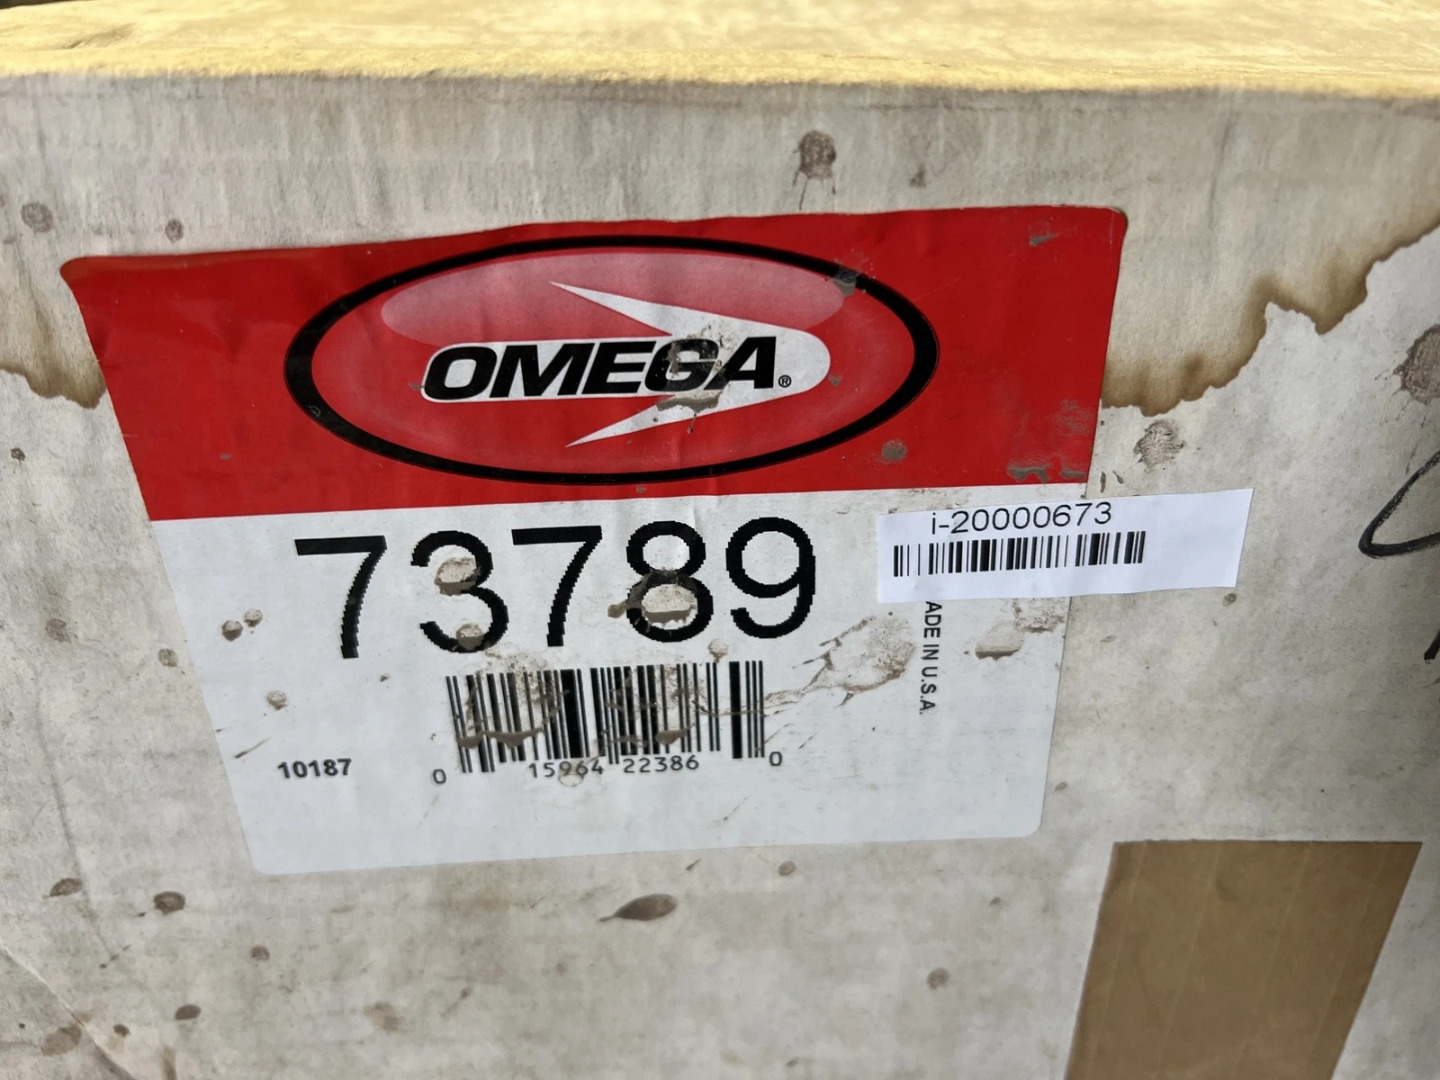 OMEGA®
73789
i-20000673
ADE IN U.S.A.
10187
0 15964 22386 0